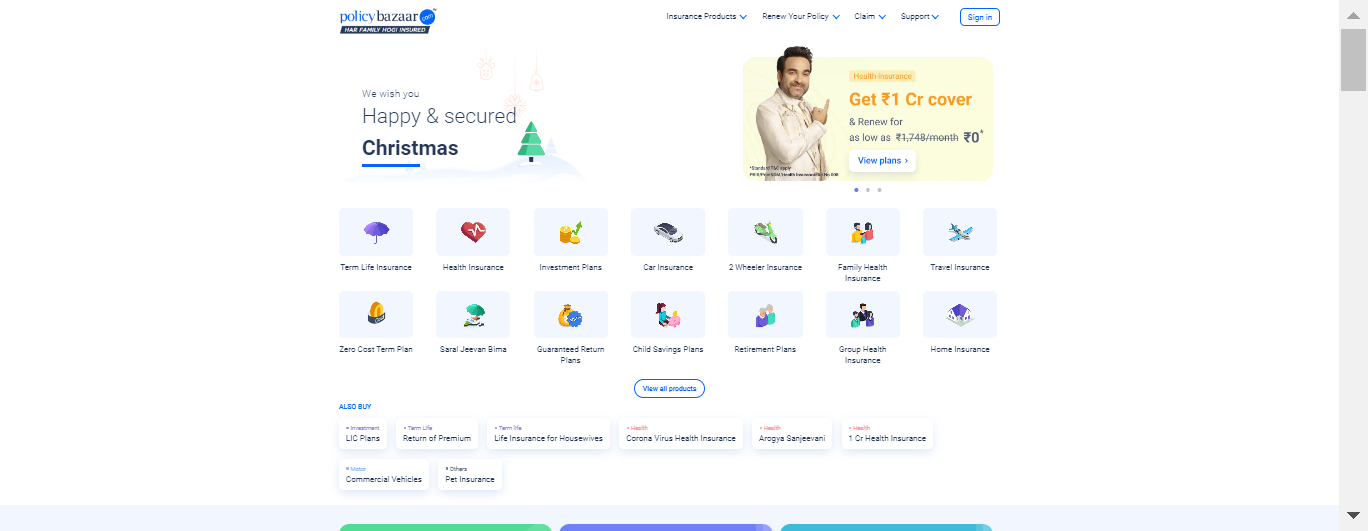 policybazaar.com
HAR FAMILY HOGI INSURED
Insurance Products
Renew Your Policy
Claim
Support
Sign in
We wish you
Happy & secured
Christmas
Health insurance
Get ₹1 Cr cover
& Renew for
as low as ₹1,748/month ₹0*
View plans ›
*Standard T&C apply
Term Life Insurance
Health Insurance
Investment Plans
Car Insurance
2 Wheeler Insurance
Family Health
Insurance
Travel Insurance
Zero Cost Term Plan
Saral Jeevan Bima
Guaranteed Return
Plans
Child Savings Plans
Retirement Plans
Group Health
Insurance
Home Insurance
View all products
ALSO BUY
Investment
LIC Plans
Term Life
Return of Premium
Term life
Life Insurance for Housewives
Health
Corona Virus Health Insurance
Health
Arogya Sanjeevani
Health
1 Cr Health Insurance
Motor
Commercial Vehicles
Others
Pet Insurance